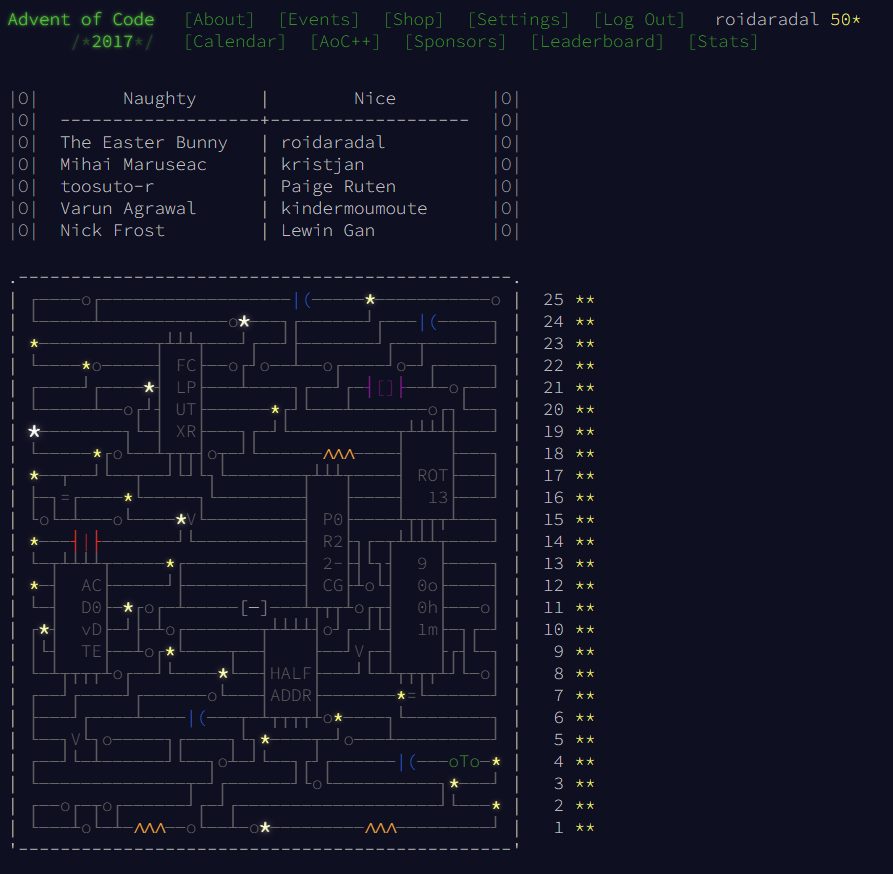 Advent of Code [About] [Events] [Shop] [Settings] [Log Out] roidaradal 50*
/*2017*/ [Calendar] [AoC++] [Sponsors] [Leaderboard] [Stats]
|O| Naughty | Nice |O|
|O| -------------------+------------------- |O|
|O| The Easter Bunny | roidaradal |O|
|O| Mihai Maruseac | kristjan |O|
|O| toosuto-r | Paige Ruten |O|
|O| Varun Agrawal | kindermoumoute |O|
|O| Nick Frost | Lewin Gan |O|
25 **
24 **
23 **
FC 22 **
LP 21 **
UT 20 **
XR 19 **
18 **
ROT 17 **
13 16 **
P0 15 **
R2 14 **
2- 9 13 **
AC CG 0o 12 **
D0 [−] 0h 11 **
vD 1m 10 **
TE 9 **
HALF 8 **
ADDR 7 **
6 **
5 **
oTo 4 **
3 **
2 **
1 **